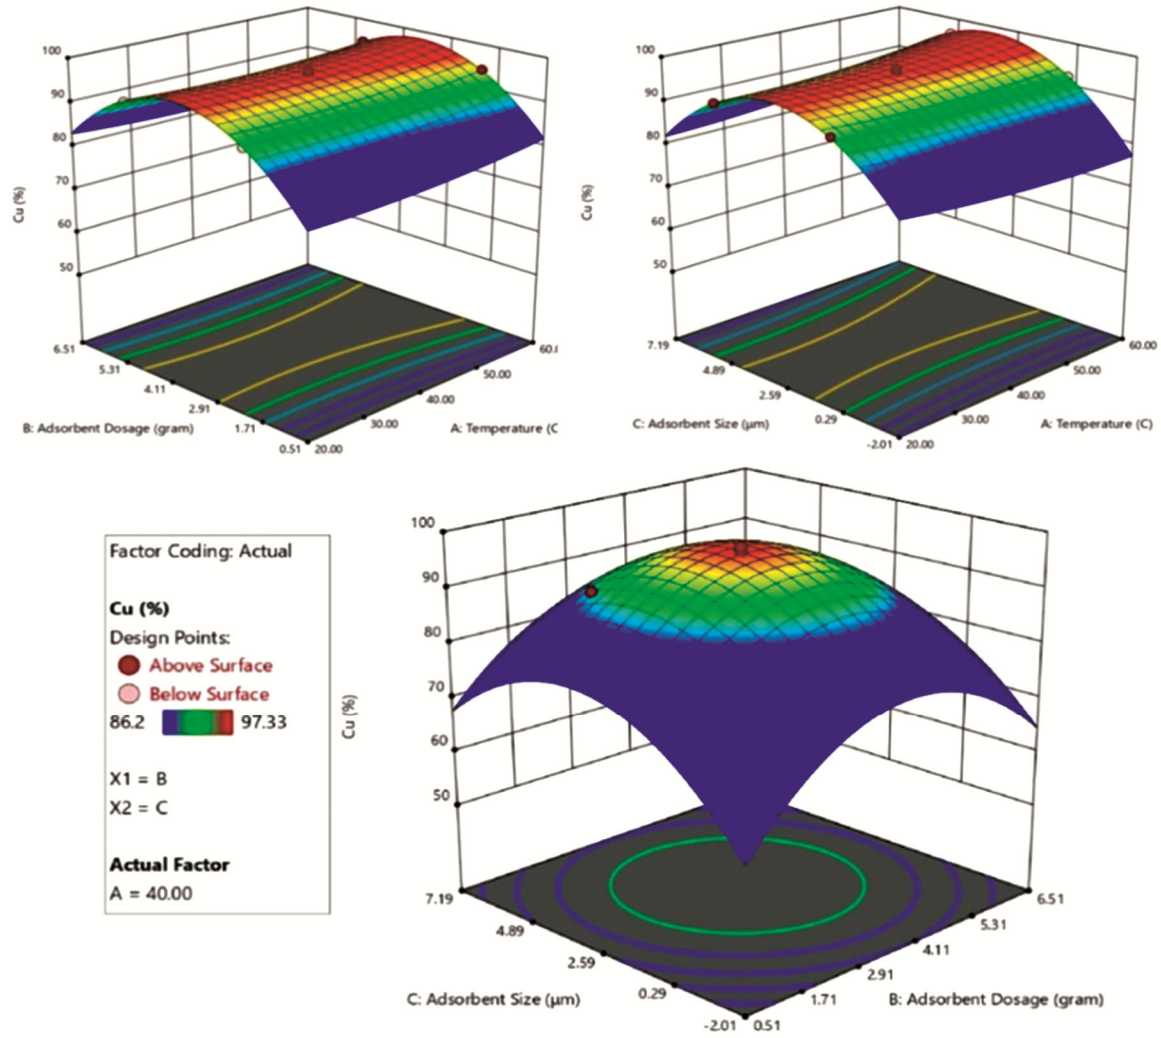 100
90
80
70
60
50
Cu (%)
6.51
5.31
4.11
2.91
1.71
0.51
B: Adsorbent Dosage (gram)
20.00
30.00
40.00
50.00
60.0
A: Temperature (C
100
90
80
70
60
50
Cu (%)
7.19
4.89
2.59
0.29
-2.01
C: Adsorbent Size (µm)
20.00
30.00
40.00
50.00
60.00
A: Temperature (C)
Factor Coding: Actual
Cu (%)
Design Points:
Above Surface
Below Surface
86.2 97.33
X1 = B
X2 = C
Actual Factor
A = 40.00
100
90
80
70
60
50
Cu (%)
7.19
4.89
2.59
0.29
-2.01
C: Adsorbent Size (µm)
0.51
1.71
2.91
4.11
5.31
6.51
B: Adsorbent Dosage (gram)